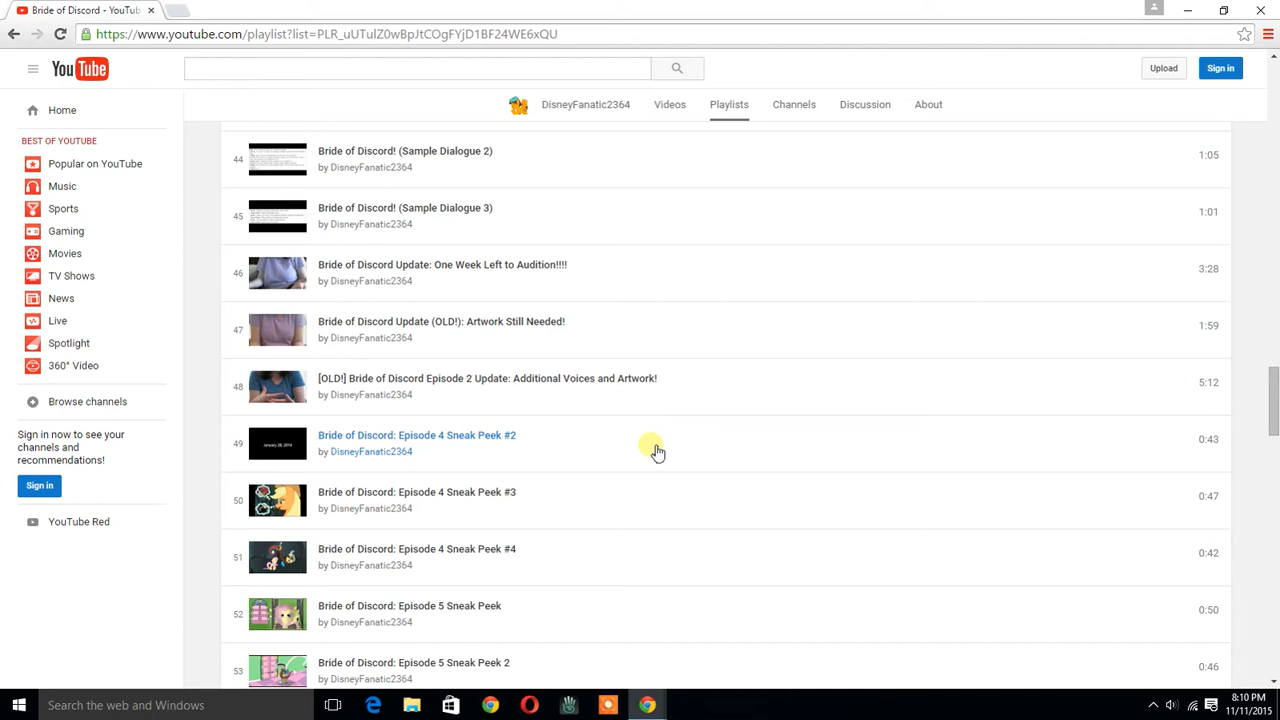 Bride of Discord - YouTub
https://www.youtube.com/playlist?list=PLR_uUTulZ0wBpJtCOgFYjD1BF24WE6xQU
YouTube
Upload
Sign in
DisneyFanatic2364
Videos
Playlists
Channels
Discussion
About
Home
BEST OF YOUTUBE
Popular on YouTube
Music
Sports
Gaming
Movies
TV Shows
News
Live
Spotlight
360° Video
Browse channels
Sign in now to see your
channels and
recommendations!
Sign in
YouTube Red
44
Bride of Discord! (Sample Dialogue 2)
1:05
by DisneyFanatic2364
45
Bride of Discord! (Sample Dialogue 3)
1:01
by DisneyFanatic2364
46
Bride of Discord Update: One Week Left to Audition!!!!
3:28
by DisneyFanatic2364
47
Bride of Discord Update (OLD!): Artwork Still Needed!
1:59
by DisneyFanatic2364
48
[OLD!] Bride of Discord Episode 2 Update: Additional Voices and Artwork!
5:12
by DisneyFanatic2364
49
Bride of Discord: Episode 4 Sneak Peek #2
0:43
by DisneyFanatic2364
50
Bride of Discord: Episode 4 Sneak Peek #3
0:47
by DisneyFanatic2364
51
Bride of Discord: Episode 4 Sneak Peek #4
0:42
by DisneyFanatic2364
52
Bride of Discord: Episode 5 Sneak Peek
0:50
by DisneyFanatic2364
53
Bride of Discord: Episode 5 Sneak Peek 2
0:46
by DisneyFanatic2364
Search the web and Windows
8:10 PM
11/11/2015